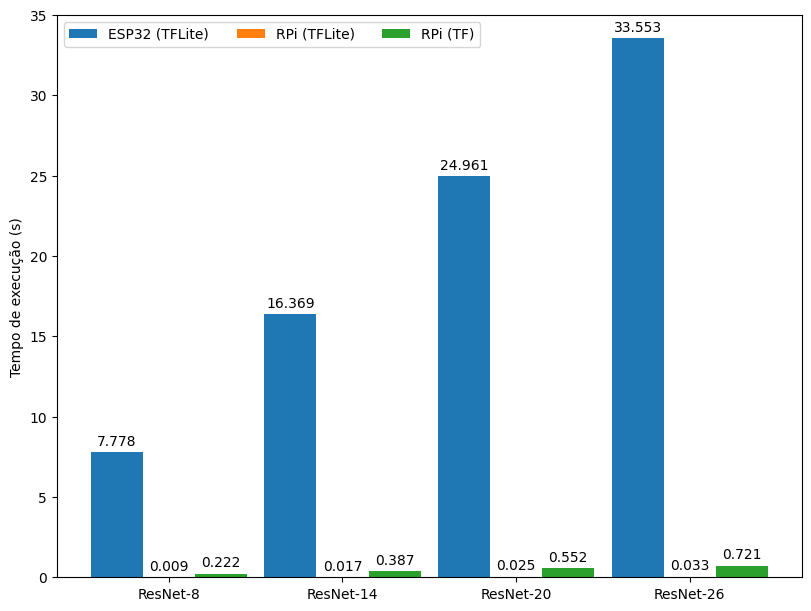 ESP32 (TFLite) RPi (TFLite) RPi (TF)
Tempo de execução (s)
35
30
25
20
15
10
5
0
7.778 0.009 0.222
16.369 0.017 0.387
24.961 0.025 0.552
33.553 0.033 0.721
ResNet-8 ResNet-14 ResNet-20 ResNet-26